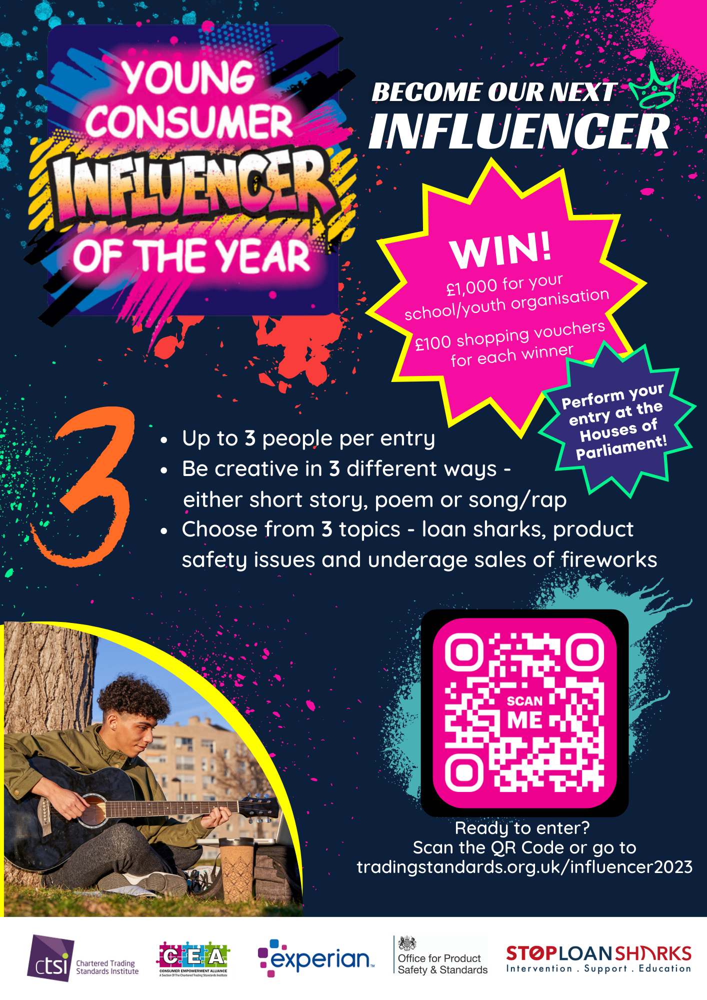 YOUNG
CONSUMER
INFLUENCER
OF THE YEAR
BECOME OUR NEXT
INFLUENCER
WIN!
£1,000 for your
school/youth organisation
£100 shopping vouchers
for each winner
Perform your
entry at the
Houses of
Parliament!
3
• Up to 3 people per entry
• Be creative in 3 different ways -
either short story, poem or song/rap
• Choose from 3 topics - loan sharks, product
safety issues and underage sales of fireworks
SCAN
ME
Ready to enter?
Scan the QR Code or go to
tradingstandards.org.uk/influencer2023
ctsi
Chartered Trading
Standards Institute
CEA
CONSUMER EMPOWERMENT ALLIANCE
A Section Of The Chartered Trading Standards Institute
experian™
Office for Product
Safety & Standards
STOPLOANSHARKS
Intervention . Support . Education